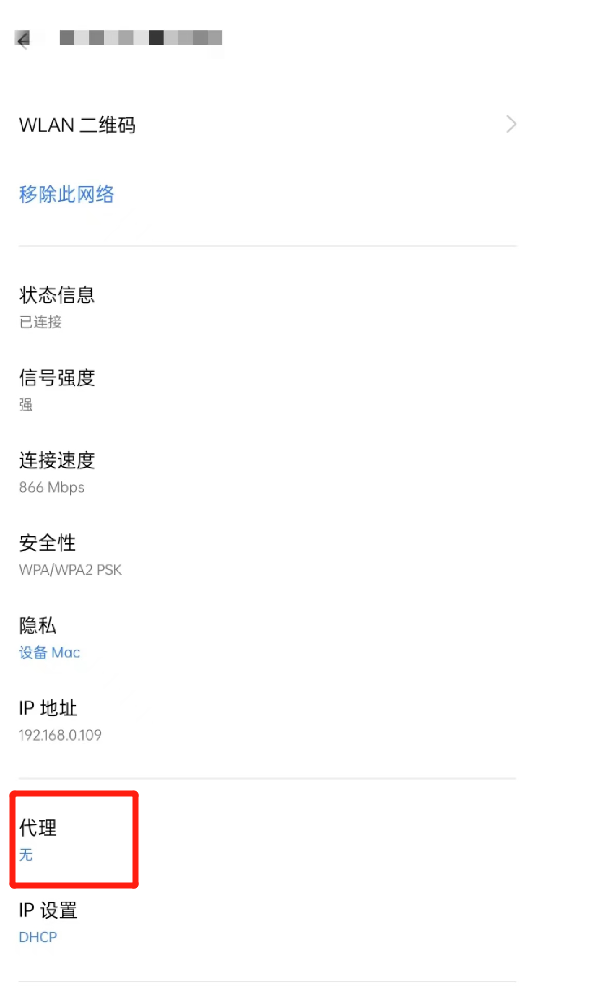 WLAN 二维码
移除此网络
状态信息
已连接
信号强度
强
连接速度
866 Mbps
安全性
WPA/WPA2 PSK
隐私
设备 Mac
IP 地址
192.168.0.109
代理
无
IP 设置
DHCP